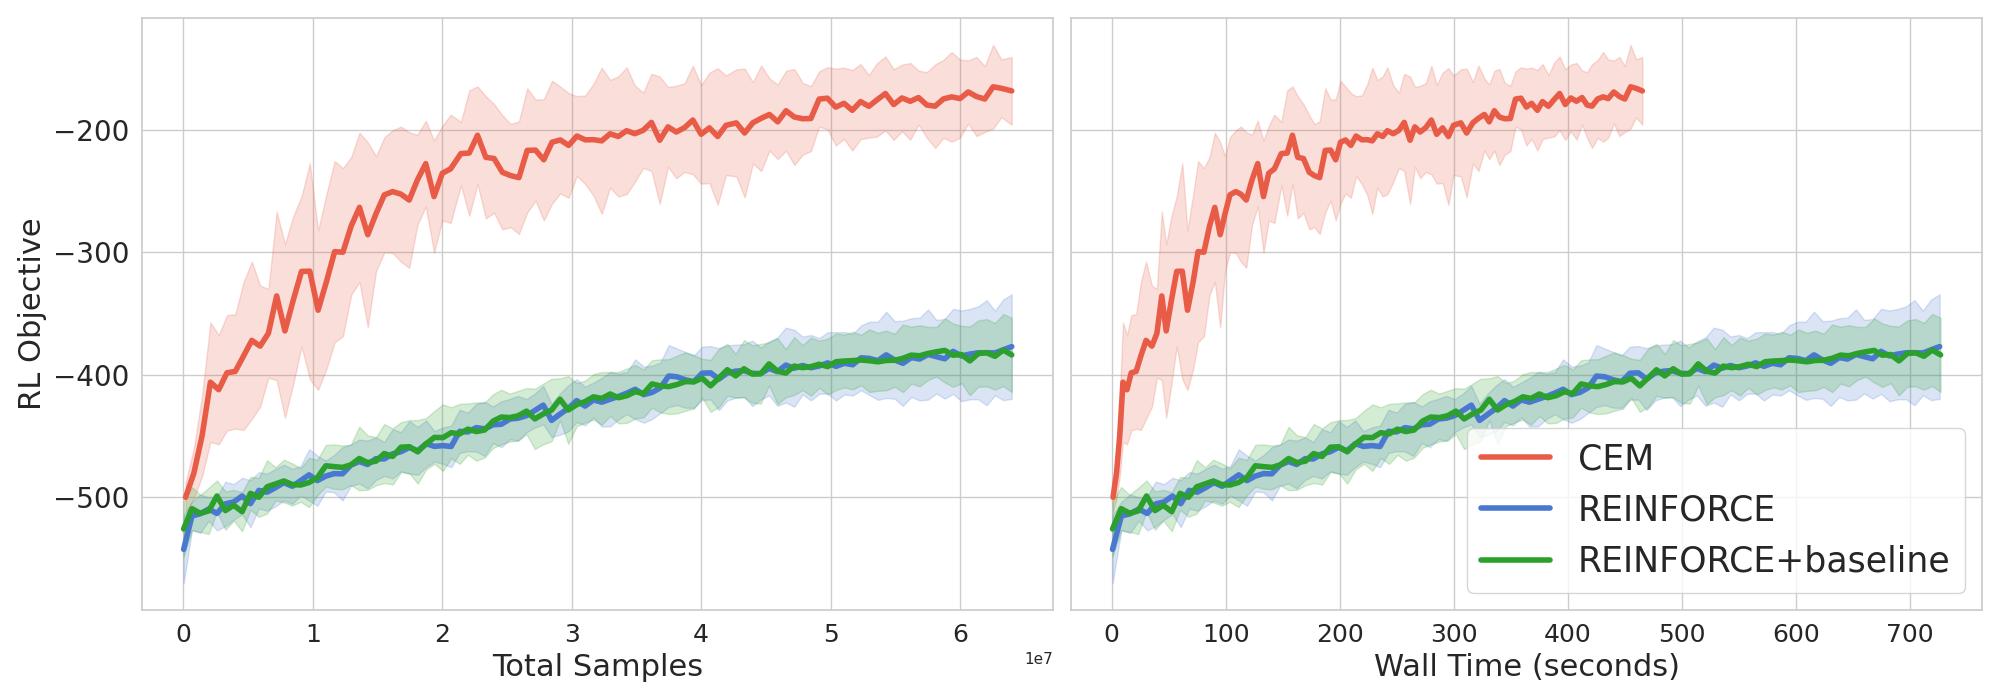 RL Objective
−200
−300
−400
−500
0 1 2 3 4 5 6
1e7
Total Samples
0 100 200 300 400 500 600 700
Wall Time (seconds)
CEM
REINFORCE
REINFORCE+baseline